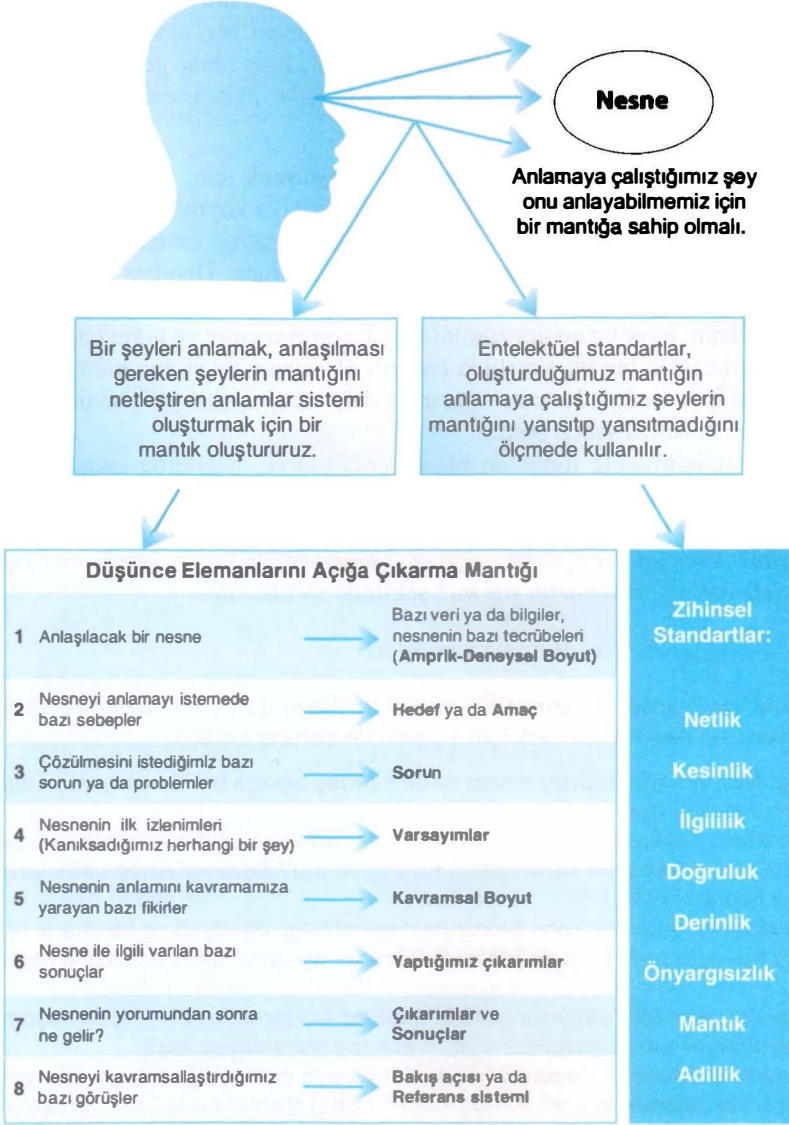 Nesne
Anlamaya çalıştığımız şey
onu anlayabilmemiz için
bir mantığa sahip olmalı.
Bir şeyleri anlamak, anlaşılması
gereken şeylerin mantığını
netleştiren anlamlar sistemi
oluşturmak için bir
mantık oluştururuz.
Entelektüel standartlar,
oluşturduğumuz mantığın
anlamaya çalıştığımız şeylerin
mantığını yansıtıp yansıtmadığını
ölçmede kullanılır.
Düşünce Elemanlarını Açığa Çıkarma Mantığı
1 Anlaşılacak bir nesne
Bazı veri ya da bilgiler,
nesnenin bazı tecrübeleri
(Amprik-Deneysel Boyut)
2 Nesneyi anlamayı istemede
bazı sebepler
Hedef ya da Amaç
3 Çözülmesini istediğimiz bazı
sorun ya da problemler
Sorun
4 Nesnenin ilk izlenimleri
(Kanıksadığımız herhangi bir şey)
Varsayımlar
5 Nesnenin anlamını kavramamıza
yarayan bazı fikirler
Kavramsal Boyut
6 Nesne ile ilgili varılan bazı
sonuçlar
Yaptığımız çıkarımlar
7 Nesnenin yorumundan sonra
ne gelir?
Çıkarımlar ve
Sonuçlar
8 Nesneyi kavramsallaştırdığımız
bazı görüşler
Bakış açısı ya da
Referans sistemi
Zihinsel
Standartlar:
Netlik
Kesinlik
İlgililik
Doğruluk
Derinlik
Önyargısızlık
Mantık
Adillik